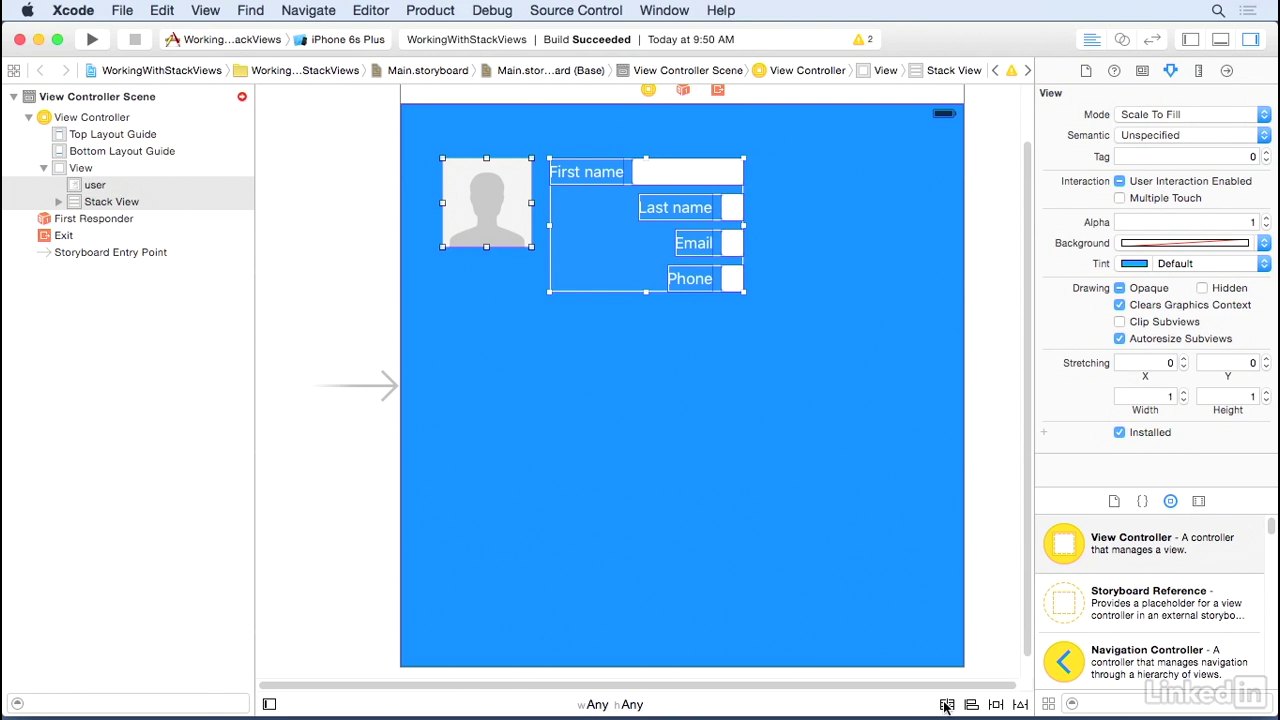 Xcode File Edit View Find Navigate Editor Product Debug Source Control Window Help
Working...ackViews iPhone 6s Plus WorkingWithStackViews Build Succeeded Today at 9:50 AM 2
WorkingWithStackViews Working...StackViews Main.storyboard Main.stor...ard (Base) View Controller Scene View Controller View Stack View
View Controller Scene
View Controller
Top Layout Guide
Bottom Layout Guide
View
user
Stack View
First Responder
Exit
Storyboard Entry Point
First name
Last name
Email
Phone
wAny hAny
View
Mode Scale To Fill
Semantic Unspecified
Tag 0
Interaction User Interaction Enabled
Multiple Touch
Alpha 1
Background
Tint Default
Drawing Opaque Hidden
Clears Graphics Context
Clip Subviews
Autoresize Subviews
Stretching 0 0
X Y
1 1
Width Height
+ Installed
{ }
View Controller - A controller
that manages a view.
Storyboard Reference -
Provides a placeholder for a view
controller in an external storybo...
Navigation Controller - A
controller that manages navigation
through a hierarchy of views.
LinkedIn